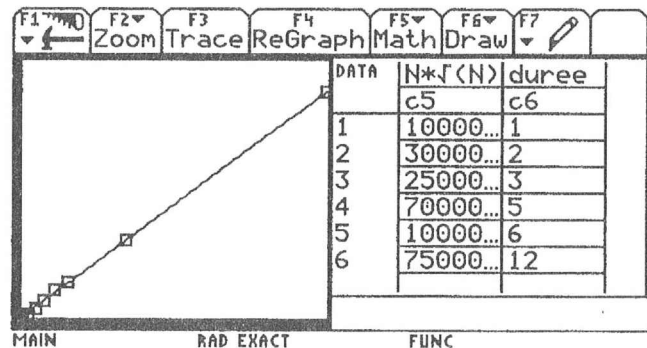 F1 F2 F3 F4 F5 F6 F7
Zoom Trace ReGraph Math Draw
DATA N*√(N) duree
c5 c6
1 10000... 1
2 30000... 2
3 25000... 3
4 70000... 5
5 10000... 6
6 75000... 12
MAIN RAD EXACT FUNC